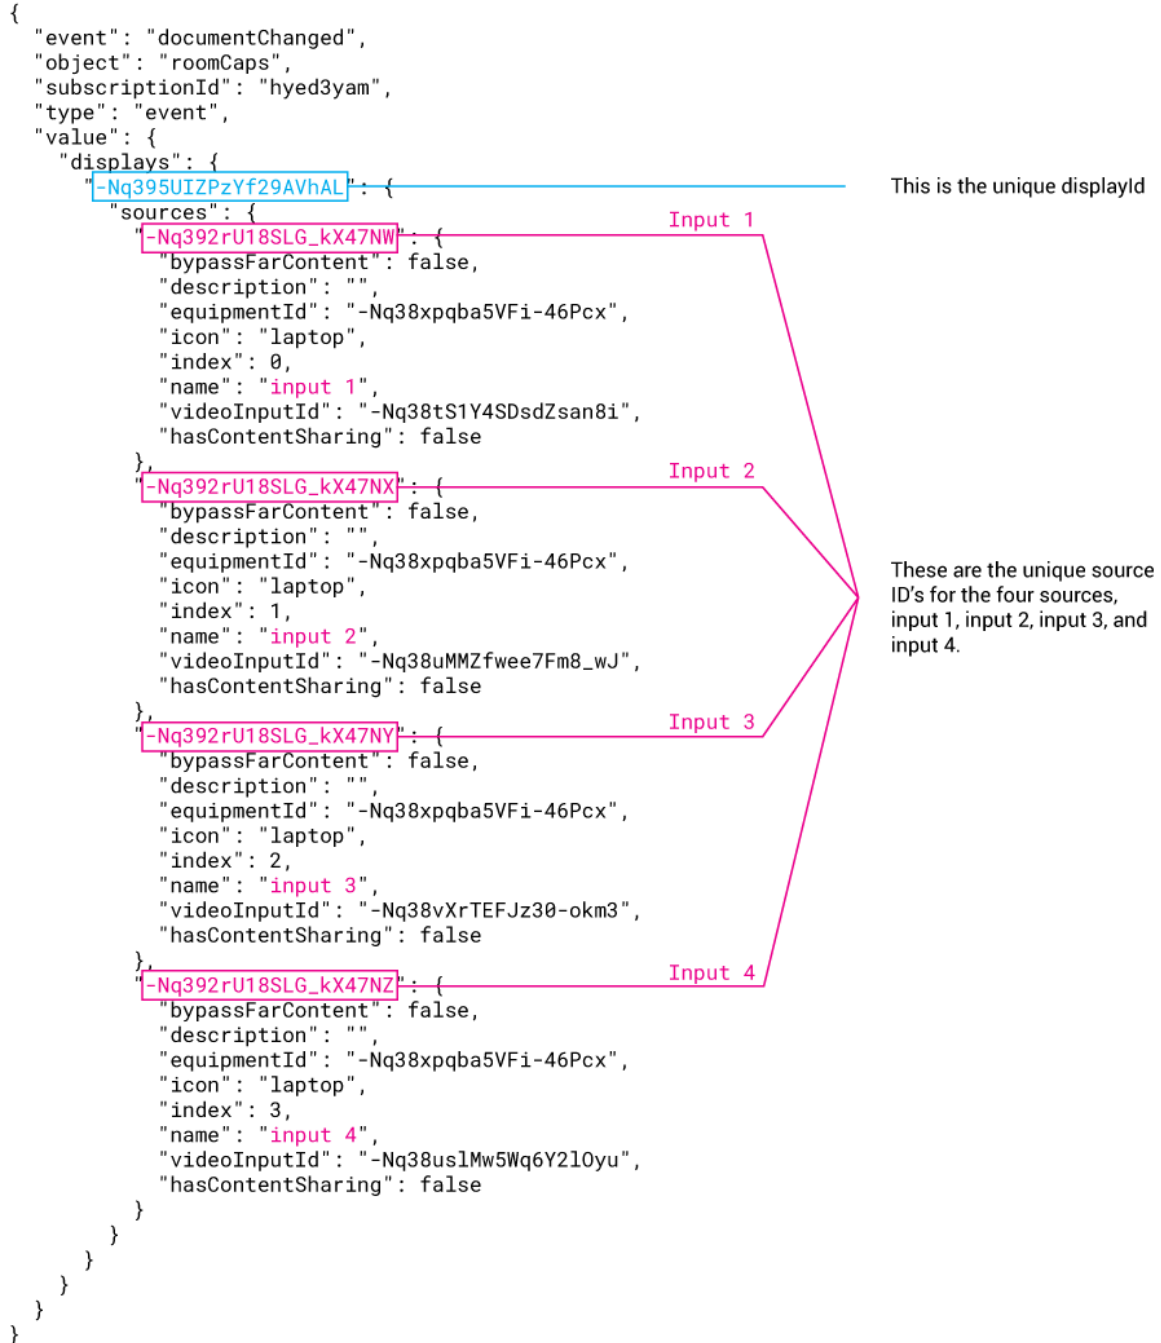 {
  "event": "documentChanged",
  "object": "roomCaps",
  "subscriptionId": "hyed3yam",
  "type": "event",
  "value": {
    "displays": {
      "-Nq395UIZPzYf29AVhAL": {
This is the unique displayId
        "sources": {
Input 1
          "-Nq392rU18SLG_kX47NW": {
            "bypassFarContent": false,
            "description": "",
            "equipmentId": "-Nq38xpqba5VFi-46Pcx",
            "icon": "laptop",
            "index": 0,
            "name": "input 1",
            "videoInputId": "-Nq38tS1Y4SDsdZsan8i",
            "hasContentSharing": false
          },
Input 2
          "-Nq392rU18SLG_kX47NX": {
            "bypassFarContent": false,
            "description": "",
            "equipmentId": "-Nq38xpqba5VFi-46Pcx",
            "icon": "laptop",
            "index": 1,
            "name": "input 2",
            "videoInputId": "-Nq38uMMZfwee7Fm8_wJ",
            "hasContentSharing": false
          },
These are the unique source
ID's for the four sources,
input 1, input 2, input 3, and
input 4.
Input 3
          "-Nq392rU18SLG_kX47NY": {
            "bypassFarContent": false,
            "description": "",
            "equipmentId": "-Nq38xpqba5VFi-46Pcx",
            "icon": "laptop",
            "index": 2,
            "name": "input 3",
            "videoInputId": "-Nq38vXrTEFJz30-okm3",
            "hasContentSharing": false
          },
Input 4
          "-Nq392rU18SLG_kX47NZ": {
            "bypassFarContent": false,
            "description": "",
            "equipmentId": "-Nq38xpqba5VFi-46Pcx",
            "icon": "laptop",
            "index": 3,
            "name": "input 4",
            "videoInputId": "-Nq38uslMw5Wq6Y2lOyu",
            "hasContentSharing": false
          }
        }
      }
    }
  }
}